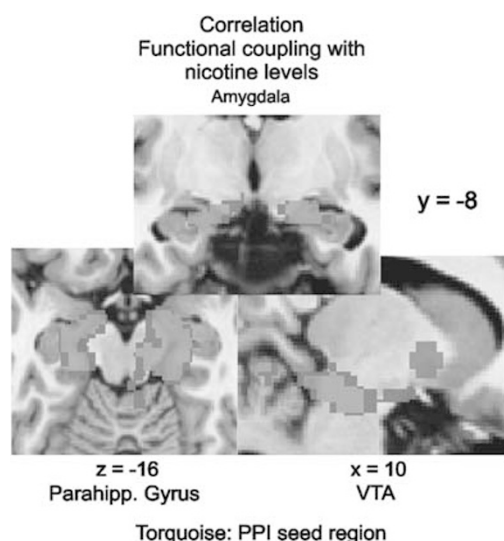 Correlation
Functional coupling with
nicotine levels
Amygdala
y = -8
z = -16
Parahipp. Gyrus
x = 10
VTA
Torquoise: PPI seed region